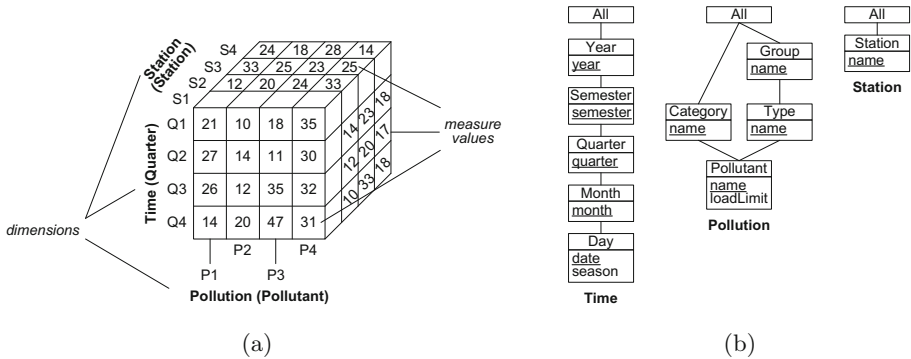 Station
(Station)
S4 24 18 28 14
S3 33 25 23 25
S2 12 20 24 33
S1
Q1 21 10 18 35
Q2 27 14 11 30
Q3 26 12 35 32
Q4 14 20 47 31
14 23 18
12 20 17
10 33 18
Time (Quarter)
dimensions
measure
values
P1
P2
P3
P4
Pollution (Pollutant)
(a)
All
Year
year
Semester
semester
Quarter
quarter
Month
month
Day
date
season
Time
All
Group
name
Category
name
Type
name
Pollutant
name
loadLimit
Pollution
All
Station
name
Station
(b)